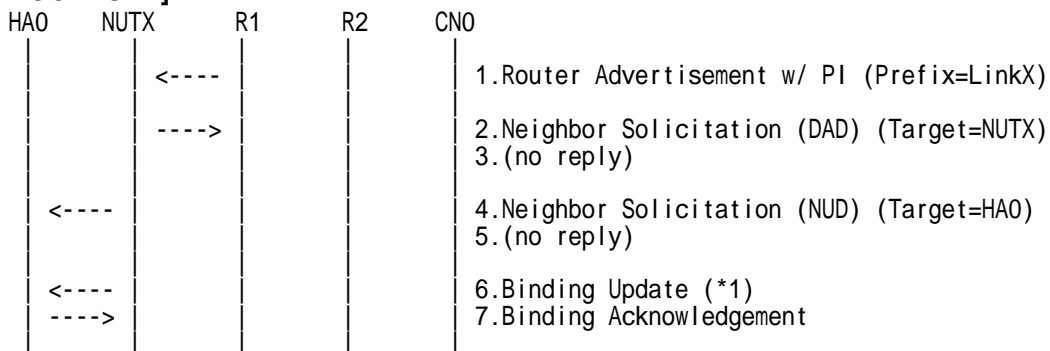 HA0 NUTX R1 R2 CN0
<---- 1.Router Advertisement w/ PI (Prefix=LinkX)
----> 2.Neighbor Solicitation (DAD) (Target=NUTX)
3.(no reply)
<---- 4.Neighbor Solicitation (NUD) (Target=HA0)
5.(no reply)
<---- 6.Binding Update (*1)
----> 7.Binding Acknowledgement